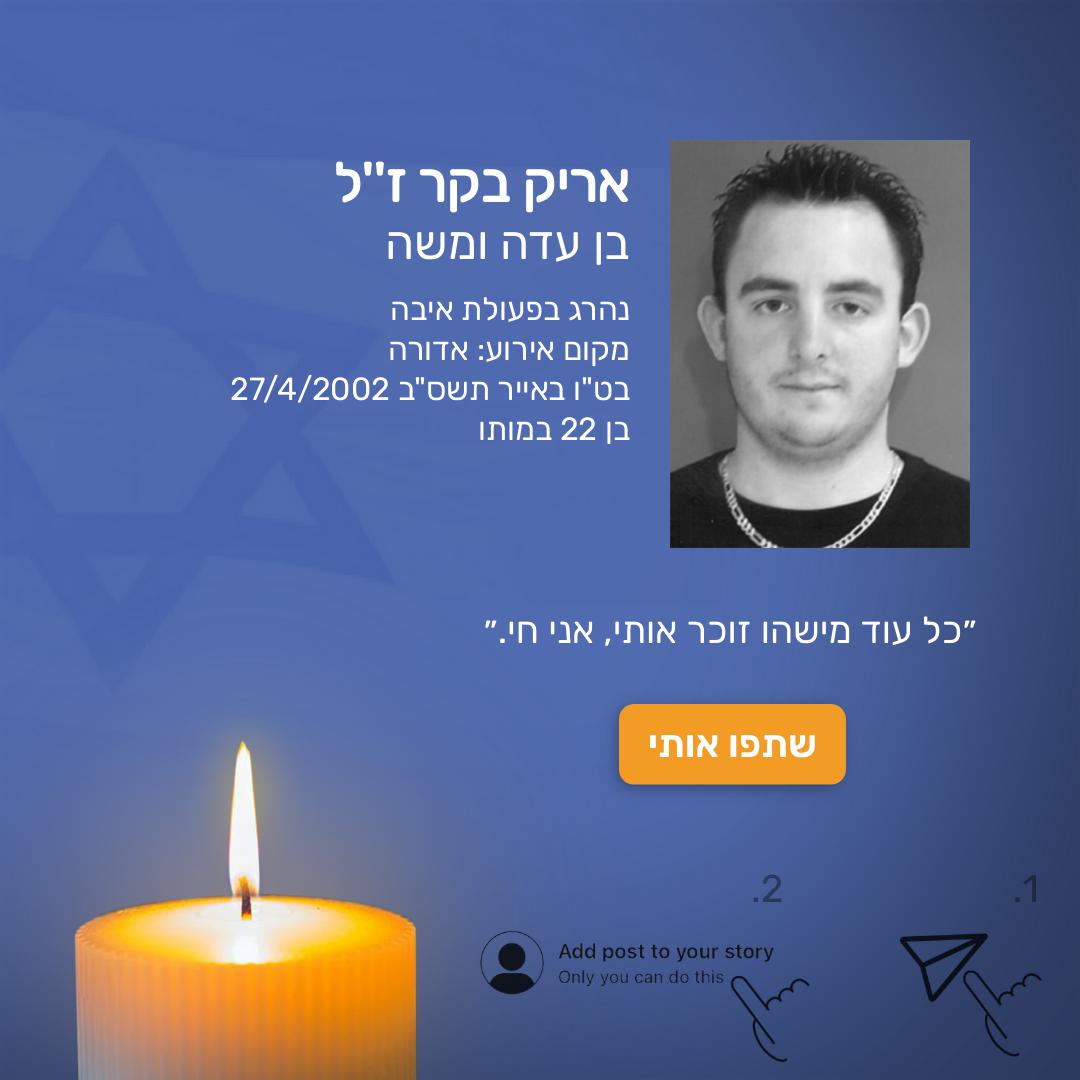 אריק בקר ז"ל
בן עדה ומשה
נהרג בפעולת איבה
מקום אירוע: אדורה
בט"ו באייר תשס"ב 27/4/2002
בן 22 במותו
״כל עוד מישהו זוכר אותי, אני חי.״
שתפו אותי
1.
2.
Add post to your story
Only you can do this